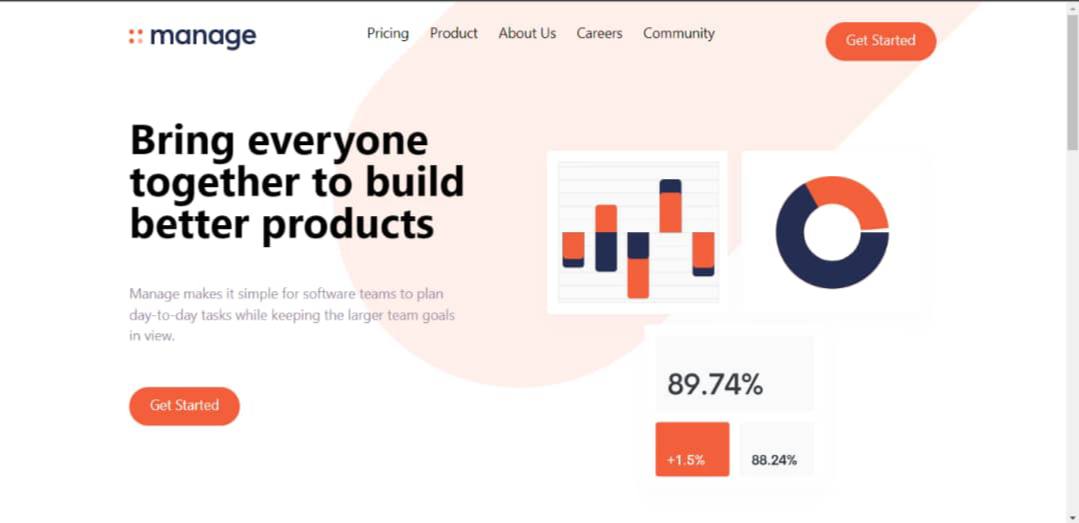 manage
Pricing
Product
About Us
Careers
Community
Get Started
Bring everyone
together to build
better products
Manage makes it simple for software teams to plan
day-to-day tasks while keeping the larger team goals
in view.
Get Started
89.74%
+1.5%
88.24%